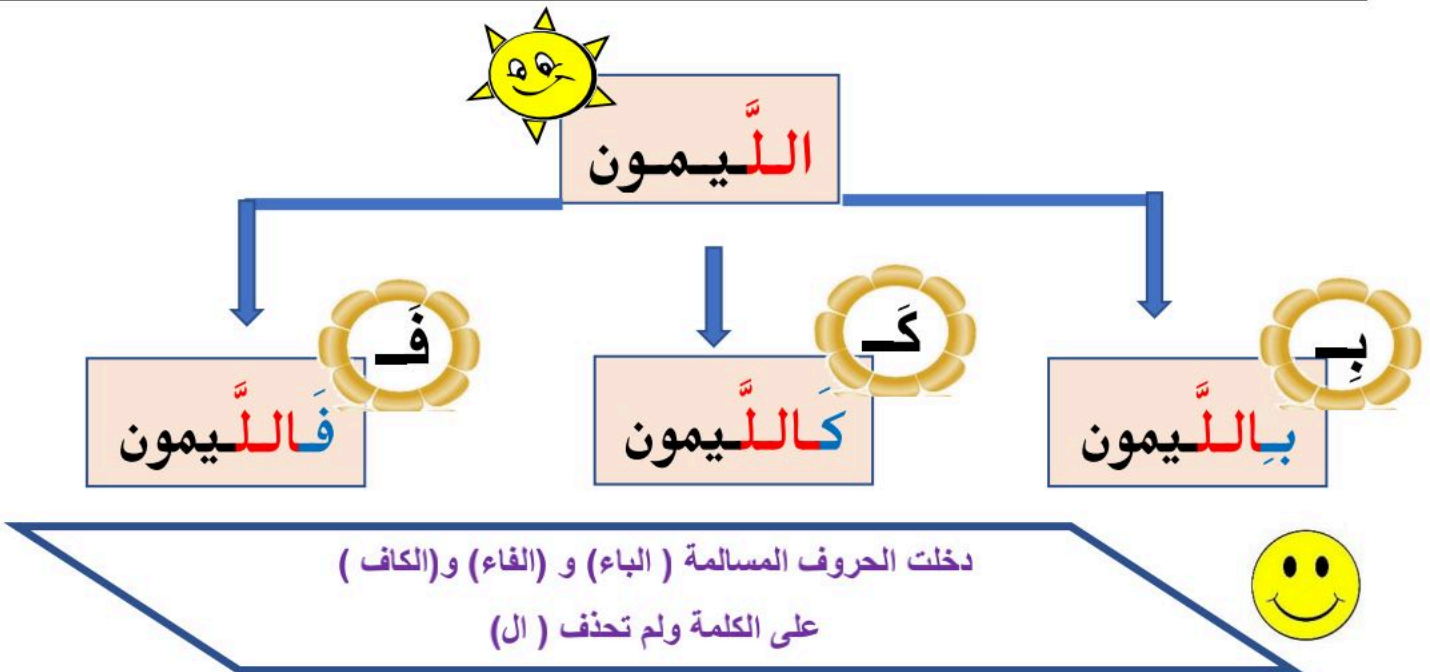 اللَّيمون
بِـ
كَـ
فَـ
بِاللَّيمون
كَاللَّيمون
فَاللَّيمون
دخلت الحروف المسالمة ( الباء) و (الفاء) و(الكاف )
على الكلمة ولم تحذف ( ال)